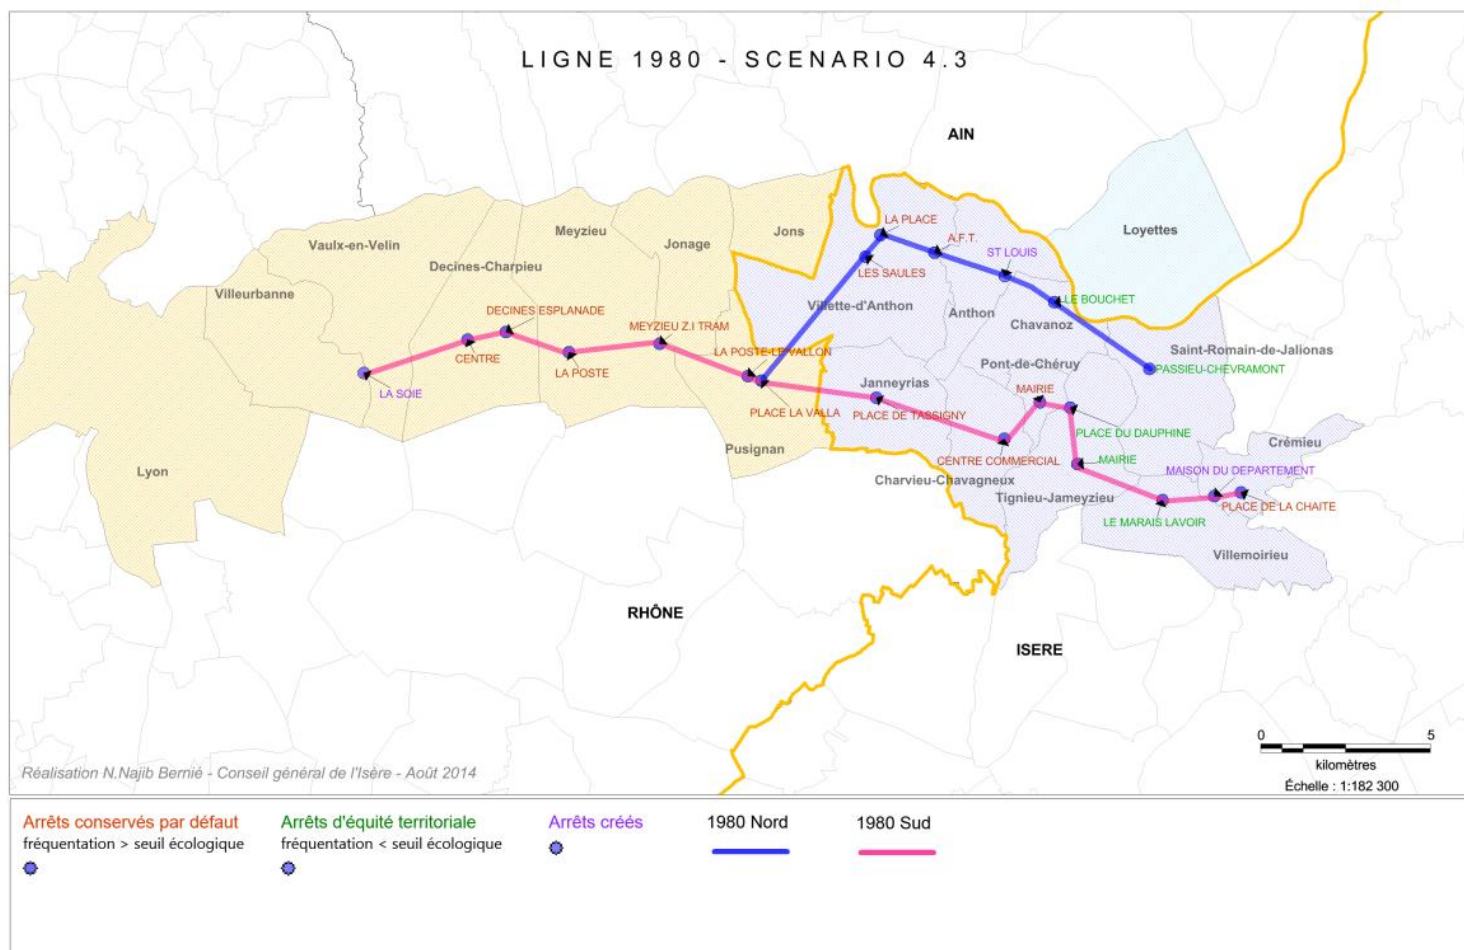 LIGNE 1980 - SCENARIO 4.3
AIN
LA PLACE
Loyettes
Jons
Meyzieu
Jonage
A.F.T.
Vaulx-en-Velin
ST LOUIS
Decines-Charpieu
LES SAULES
Villeurbanne
LE BOUCHET
Villette-d'Anthon
DECINES ESPLANADE
Anthon
Chavanoz
MEYZIEU Z.I TRAM
LA POSTE-LE VALLON
Saint-Romain-de-Jalionas
CENTRE
Pont-de-Chéruy
PASSIEU-CHEVRAMONT
LA POSTE
Janneyrias
MAIRIE
LA SOIE
PLACE LA VALLA
PLACE DE TASSIGNY
PLACE DU DAUPHINE
Crémieu
Pusignan
CENTRE COMMERCIAL
MAIRIE
Lyon
MAISON DU DEPARTEMENT
Charvieu-Chavagneux
Tignieu-Jameyzieu
PLACE DE LA CHAITE
LE MARAIS LAVOIR
Villemoirieu
RHÔNE
ISERE
0 5
kilomètres
Échelle : 1:182 300
Réalisation N.Najib Bernié - Conseil général de l'Isère - Août 2014
Arrêts conservés par défaut
fréquentation > seuil écologique
Arrêts d'équité territoriale
fréquentation < seuil écologique
Arrêts créés
1980 Nord
1980 Sud